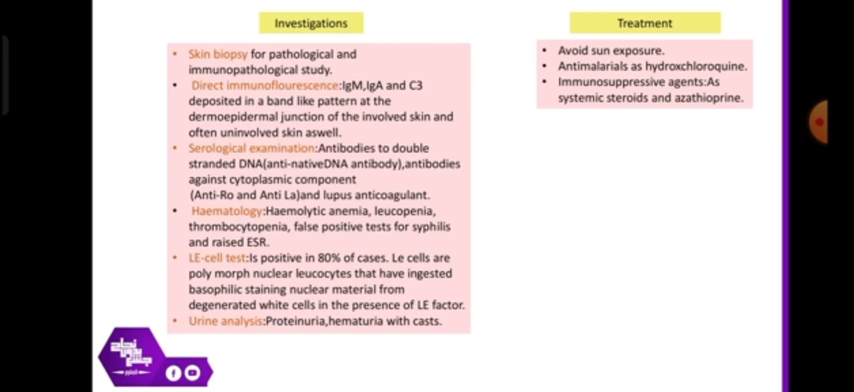 Investigations
• Skin biopsy for pathological and
immunopathological study.
• Direct immunoflourescence:IgM,IgA and C3
deposited in a band like pattern at the
dermoepidermal junction of the involved skin and
often uninvolved skin aswell.
• Serological examination:Antibodies to double
stranded DNA(anti-nativeDNA antibody),antibodies
against cytoplasmic component
(Anti-Ro and Anti La)and lupus anticoagulant.
• Haematology:Haemolytic anemia, leucopenia,
thrombocytopenia, false positive tests for syphilis
and raised ESR.
• LE-cell test:Is positive in 80% of cases. Le cells are
poly morph nuclear leucocytes that have ingested
basophilic staining nuclear material from
degenerated white cells in the presence of LE factor.
• Urine analysis:Proteinuria,hematuria with casts.
Treatment
• Avoid sun exposure.
• Antimalarials as hydroxchloroquine.
• Immunosuppressive agents:As
systemic steroids and azathioprine.